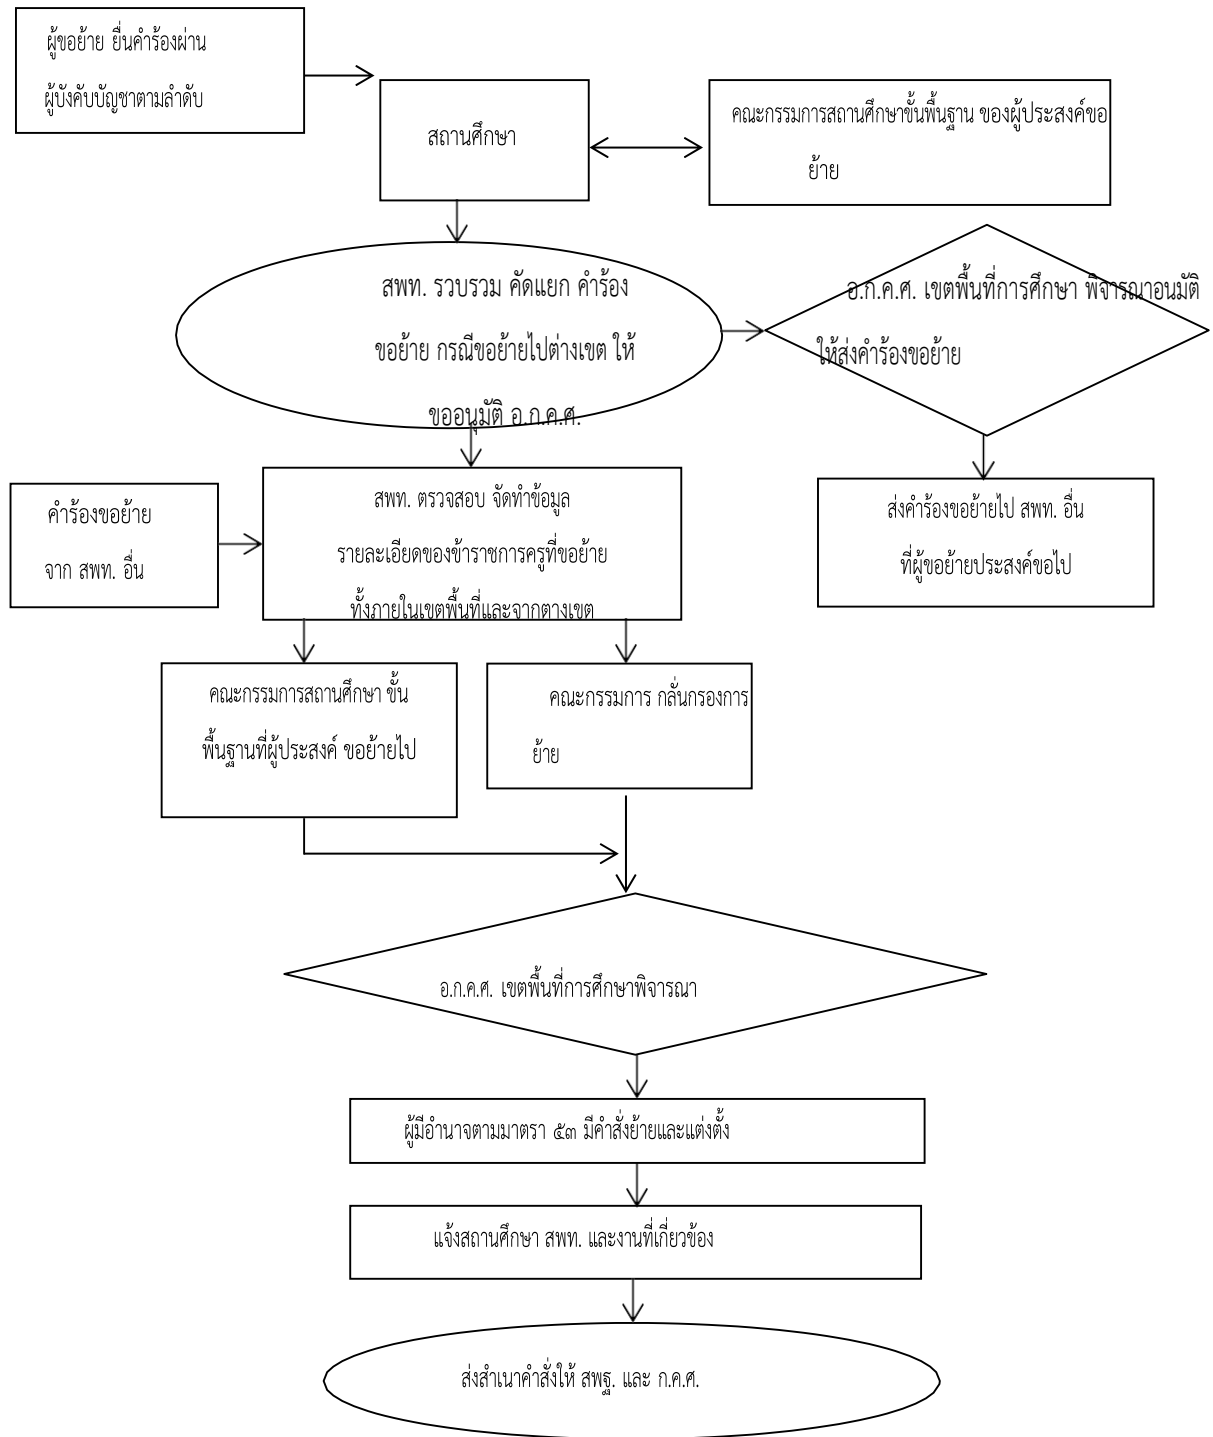 ผู้ขอย้าย ยื่นคำร้องผ่าน
ผู้บังคับบัญชาตามลำดับ
สถานศึกษา
คณะกรรมการสถานศึกษาขั้นพื้นฐาน ของผู้ประสงค์ขอ
ย้าย
สพท. รวบรวม คัดแยก คำร้อง
ขอย้าย กรณีขอย้ายไปต่างเขต ให้
ขออนุมัติ อ.ก.ค.ศ.
อ.ก.ค.ศ. เขตพื้นที่การศึกษา พิจารณาอนมัติ
ให้ส่งคำร้องขอย้าย
คำร้องขอย้าย
จาก สพท. อื่น
สพท. ตรวจสอบ จัดทำข้อมูล
รายละเอียดของข้าราชการครูที่ขอย้าย
ทั้งภายในเขตพื้นที่และจากตางเขต
ส่งคำร้องขอย้ายไป สพท. อื่น
ที่ผู้ขอย้ายประสงค์ขอไป
คณะกรรมการสถานศึกษา ขั้น
พื้นฐานที่ผู้ประสงค์ ขอย้ายไป
คณะกรรมการ กลั่นกรองการ
ย้าย
อ.ก.ค.ศ. เขตพื้นที่การศึกษาพิจารณา
ผู้มีอำนาจตามมาตรา ๕๓ มีคำสั่งย้ายและแต่งตั้ง
แจ้งสถานศึกษา สพท. และงานที่เกี่ยวข้อง
ส่งสำเนาคำสั่งให้ สพฐ. และ ก.ค.ศ.